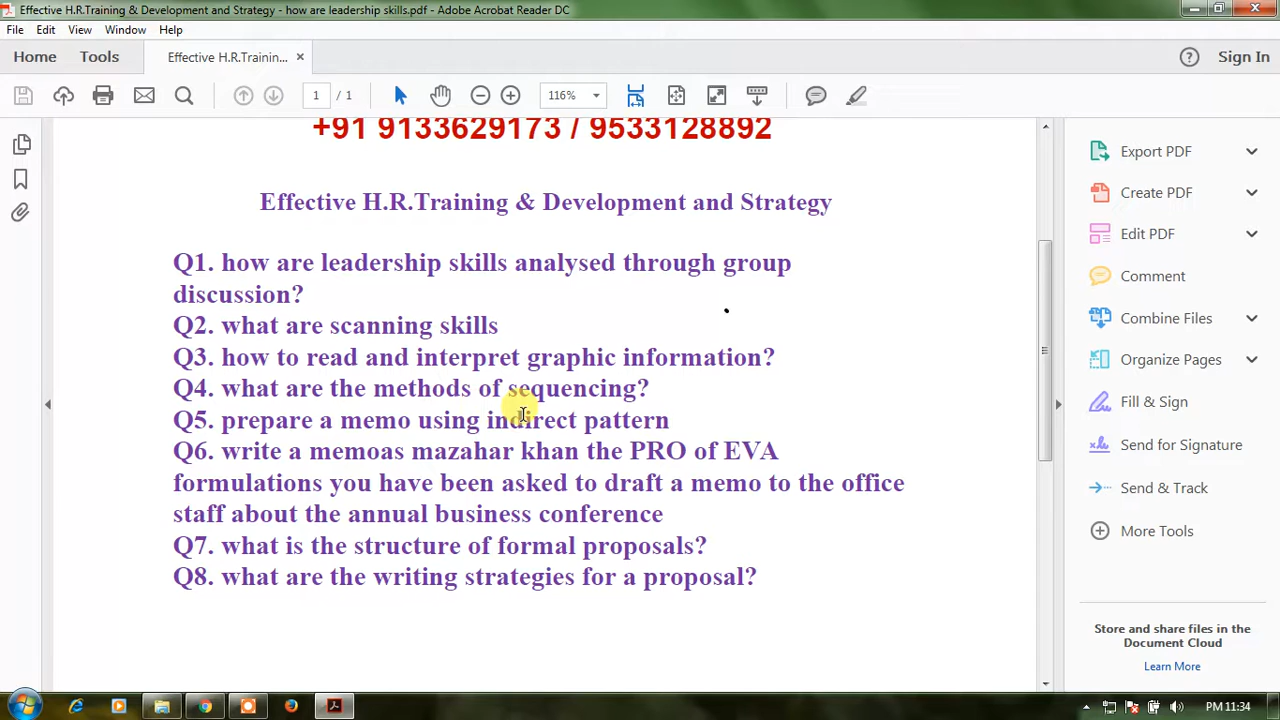 Effective H.R.Training & Development and Strategy - how are leadership skills.pdf - Adobe Acrobat Reader DC
File Edit View Window Help
Home Tools Effective H.R.Trainin... × Sign In
1 / 1 116%
+91 9133629173 / 9533128892
Effective H.R.Training & Development and Strategy
Q1. how are leadership skills analysed through group
discussion?
Q2. what are scanning skills
Q3. how to read and interpret graphic information?
Q4. what are the methods of sequencing?
Q5. prepare a memo using indirect pattern
Q6. write a memoas mazahar khan the PRO of EVA
formulations you have been asked to draft a memo to the office
staff about the annual business conference
Q7. what is the structure of formal proposals?
Q8. what are the writing strategies for a proposal?
Export PDF
Create PDF
Edit PDF
Comment
Combine Files
Organize Pages
Fill & Sign
Send for Signature
Send & Track
More Tools
Store and share files in the
Document Cloud
Learn More
PM 11:34